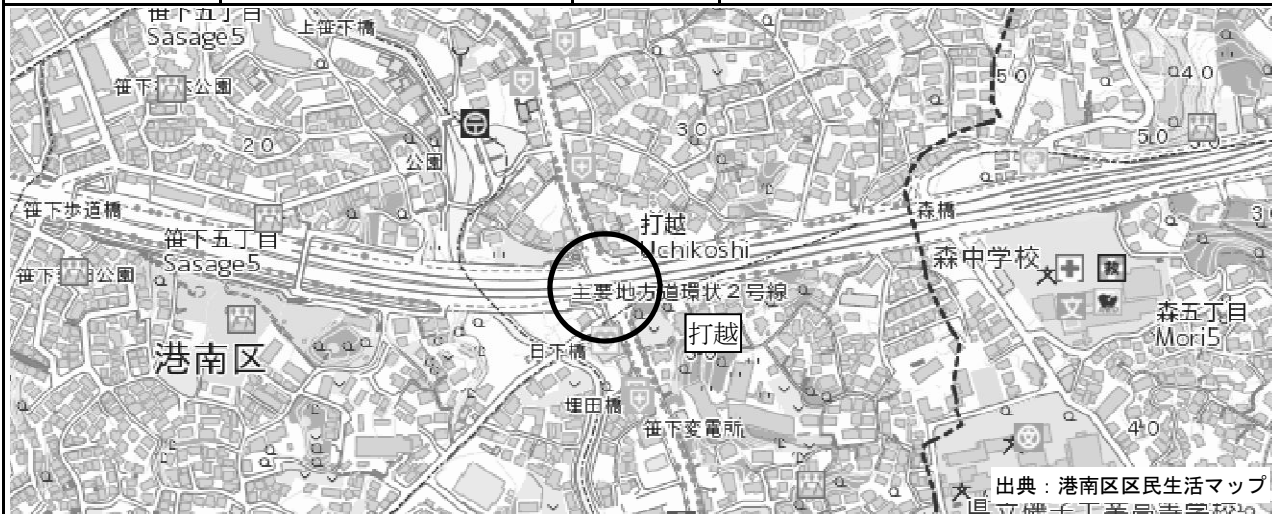 笹下五丁目
Sasage5
上笹下橋
公園
20
30
50
40
50
公園
笹下歩道橋
笹下五丁目
Sasage5
打越
Uchikoshi
森橋
主要地方道環状2号線
森中学校
救
文
森五丁目
Mori5
港南区
打越
日下橋
埋田橋
笹下変電所
40
出典：港南区区民生活マップ